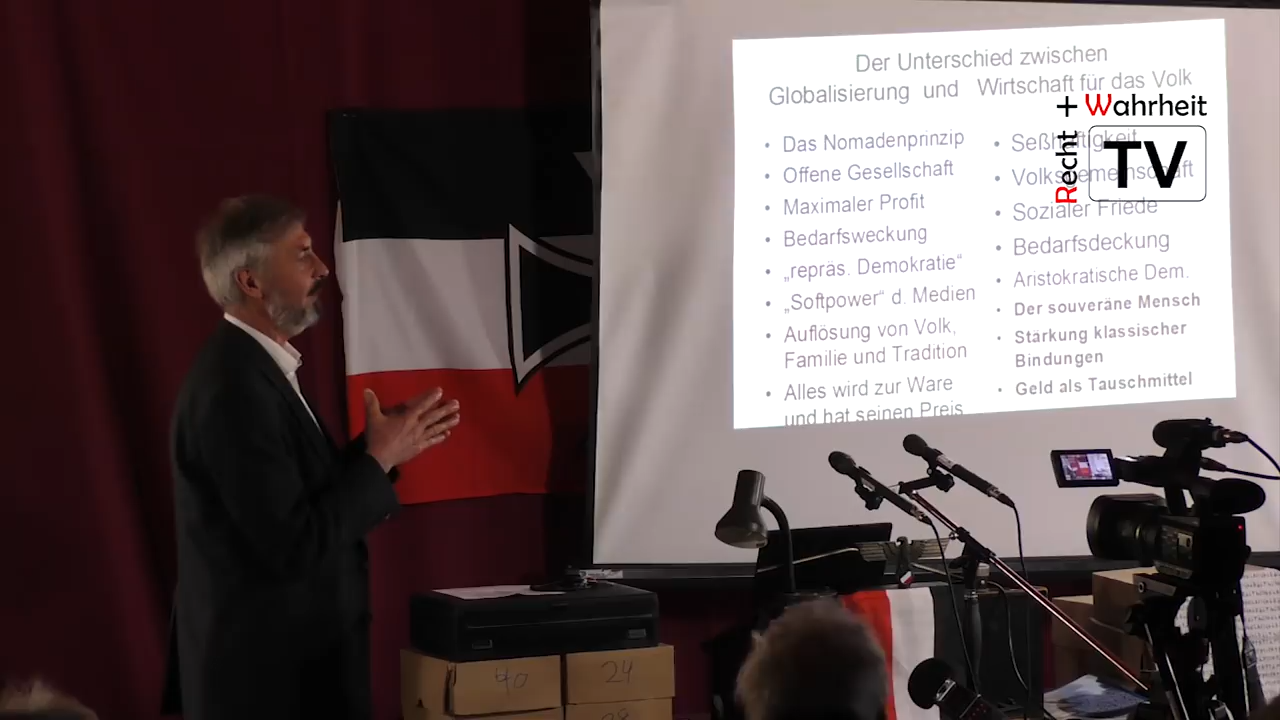 Der Unterschied zwischen
Globalisierung und Wirtschaft für das Volk
• Das Nomadenprinzip
• Offene Gesellschaft
• Maximaler Profit
• Bedarfsweckung
• „repräs. Demokratie“
• „Softpower“ d. Medien
• Auflösung von Volk,
Familie und Tradition
• Alles wird zur Ware
und hat seinen Preis
• Seßhaftigkeit
• Volksgemeinschaft
• Sozialer Friede
• Bedarfsdeckung
• Aristokratische Dem.
• Der souveräne Mensch
• Stärkung klassischer
Bindungen
• Geld als Tauschmittel
Recht + Wahrheit
TV
24